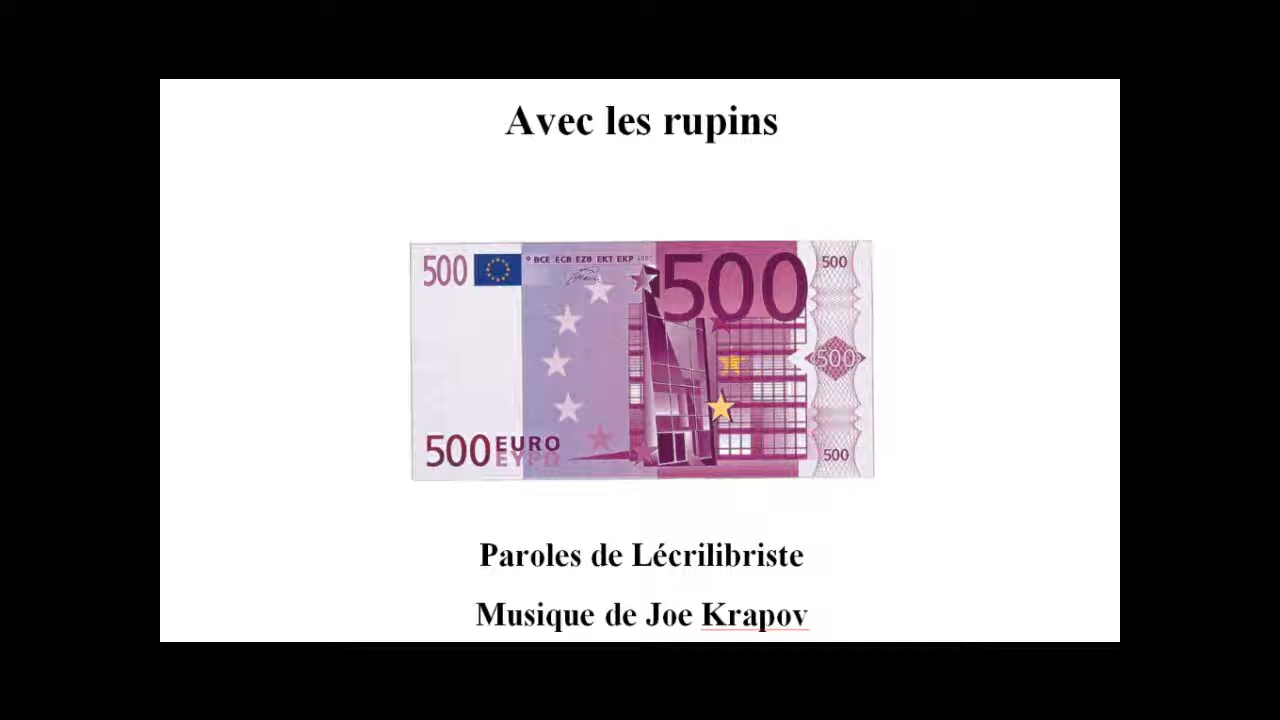 Avec les rupins
500
BCE ECB EZB EKT EKP
500
500
500
500 EURO
ΕΥΡΩ
500
Paroles de Lécrilibriste
Musique de Joe Krapov